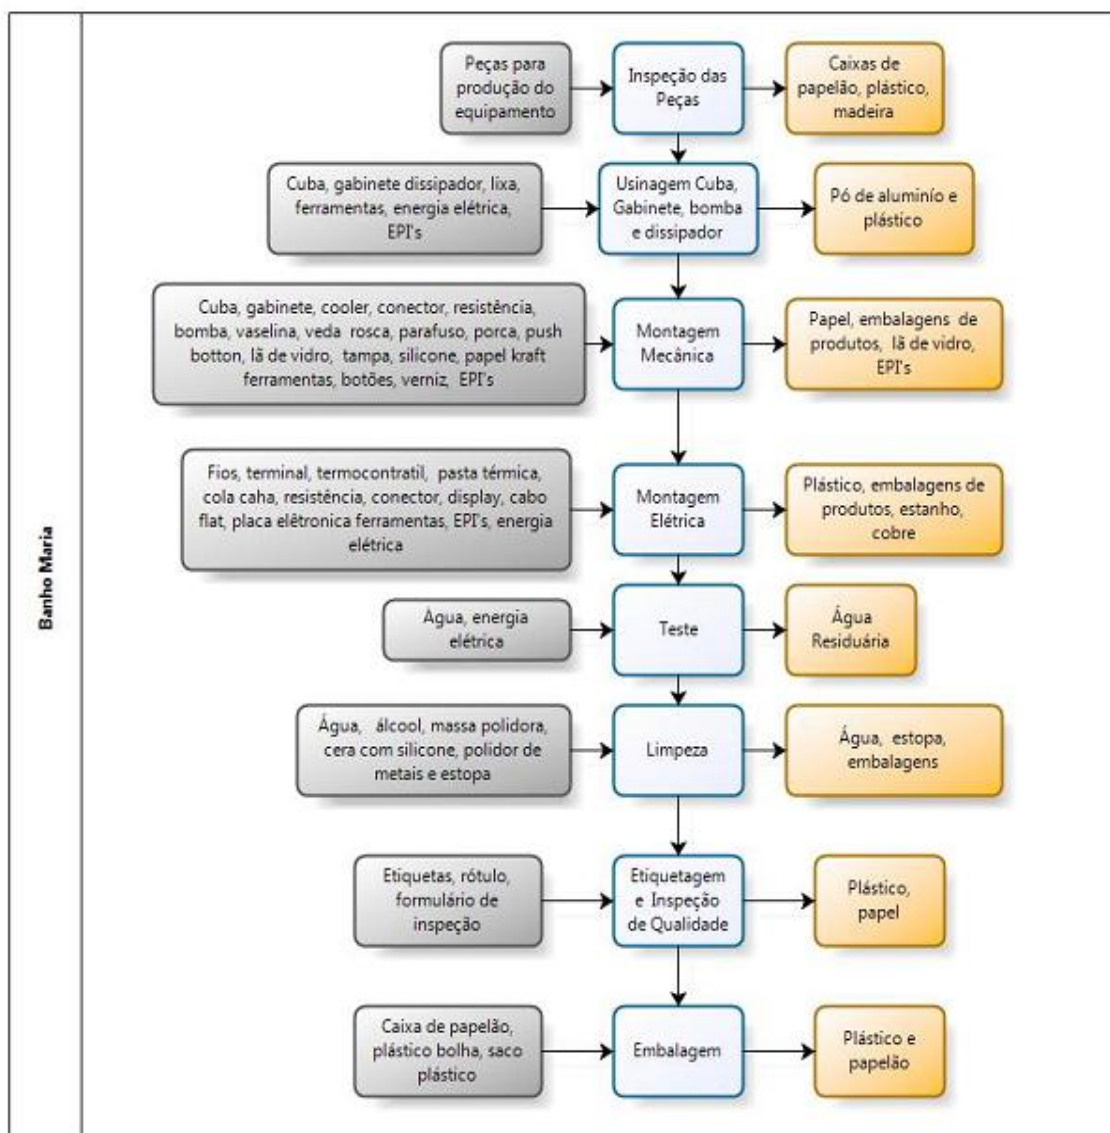 Banho Maria
Peças para
produção do
equipamento
Inspeção das
Peças
Caixas de
papelão, plástico,
madeira
Cuba, gabinete dissipador, lixa,
ferramentas, energia elétrica,
EPI's
Usinagem Cuba,
Gabinete, bomba
e dissipador
Pó de alumínio e
plástico
Cuba, gabinete, cooler, conector, resistência,
bomba, vaselina, veda rosca, parafuso, porca, push
botton, lã de vidro, tampa, silicone, papel kraft
ferramentas, botões, verniz, EPI's
Montagem
Mecânica
Papel, embalagens de
produtos, lã de vidro,
EPI's
Fios, terminal, termocontratil, pasta térmica,
cola caha, resistência, conector, display, cabo
flat, placa elêtronica ferramentas, EPI's, energia
elétrica
Montagem
Elétrica
Plástico, embalagens de
produtos, estanho,
cobre
Água, energia
elétrica
Teste
Água
Residuária
Água, álcool, massa polidora,
cera com silicone, polidor de
metais e estopa
Limpeza
Água, estopa,
embalagens
Etiquetas, rótulo,
formulário de
inspeção
Etiquetagem
e Inspeção
de Qualidade
Plástico,
papel
Caixa de papelão,
plástico bolha, saco
plástico
Embalagem
Plástico e
papelão